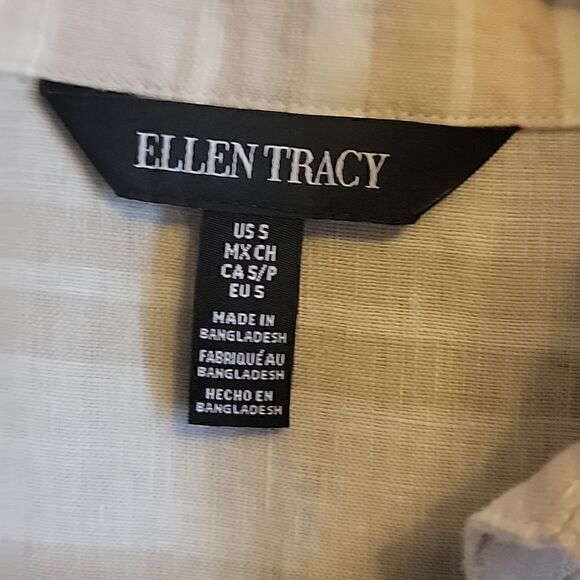 ELLEN TRACY
US S
MX CH
CA S/P
EU S
MADE IN
BANGLADESH
FABRIQUÉ AU
BANGLADESH
HECHO EN
BANGLADESH